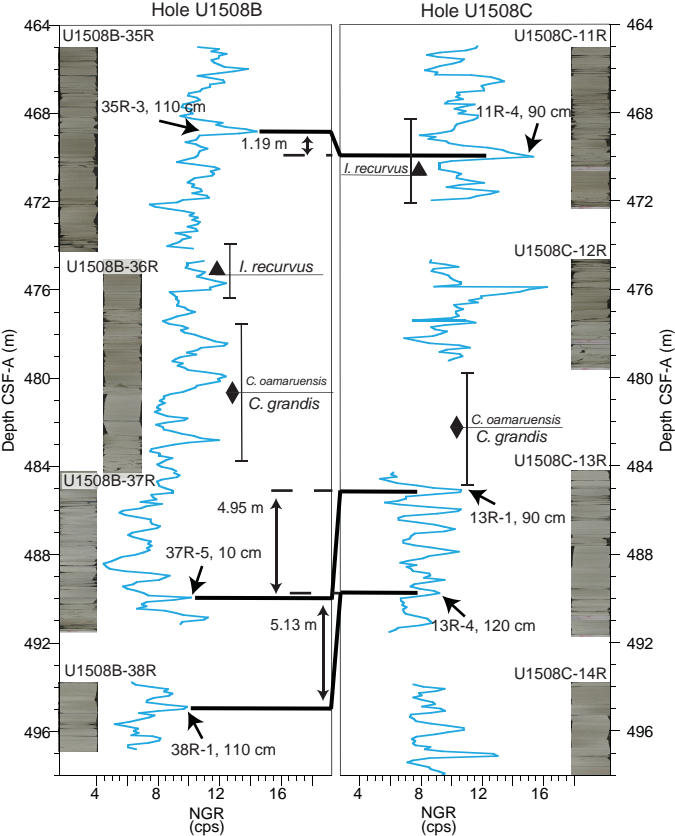 Hole U1508B
Hole U1508C
464
468
472
476
480
484
488
492
496
Depth CSF-A (m)
U1508B-35R
35R-3, 110 cm
1.19 m
U1508B-36R
I. recurvus
C. oamaruensis
C. grandis
U1508B-37R
4.95 m
37R-5, 10 cm
5.13 m
U1508B-38R
38R-1, 110 cm
4
8
12
16
NGR
(cps)
U1508C-11R
11R-4, 90 cm
I. recurvus
U1508C-12R
C. oamaruensis
C. grandis
U1508C-13R
13R-1, 90 cm
13R-4, 120 cm
U1508C-14R
464
468
472
476
480
484
488
492
496
Depth CSF-A (m)
4
8
12
16
NGR
(cps)